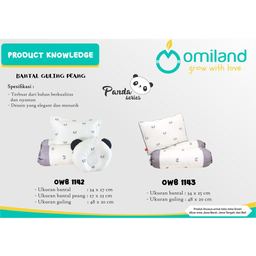 PRODUCT KNOWLEDGE
omiland
grow with love
BANTAL GULING PEANG
Panda
series
Spesifikasi :
- Terbuat dari bahan berkualitas
dan nyaman
- Desain yang elegant dan menarik
OWB 1142
- Ukuran bantal : 34 x 25 cm
- Ukuran bantal peang : 27 x 23 cm
- Ukuran guling : 48 x 20 cm
OWB 1143
- Ukuran bantal : 34 x 25 cm
- Ukuran guling : 48 x 20 cm